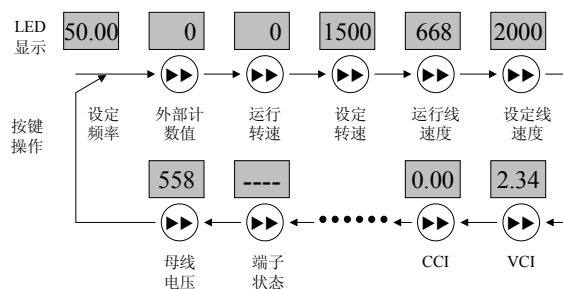 LED
显示
50.00
0
0
1500
668
2000
按键
操作
设定
频率
外部计
数值
运行
转速
设定
转速
运行线
速度
设定线
速度
558
----
0.00
2.34
母线
电压
端子
状态
CCI
VCI